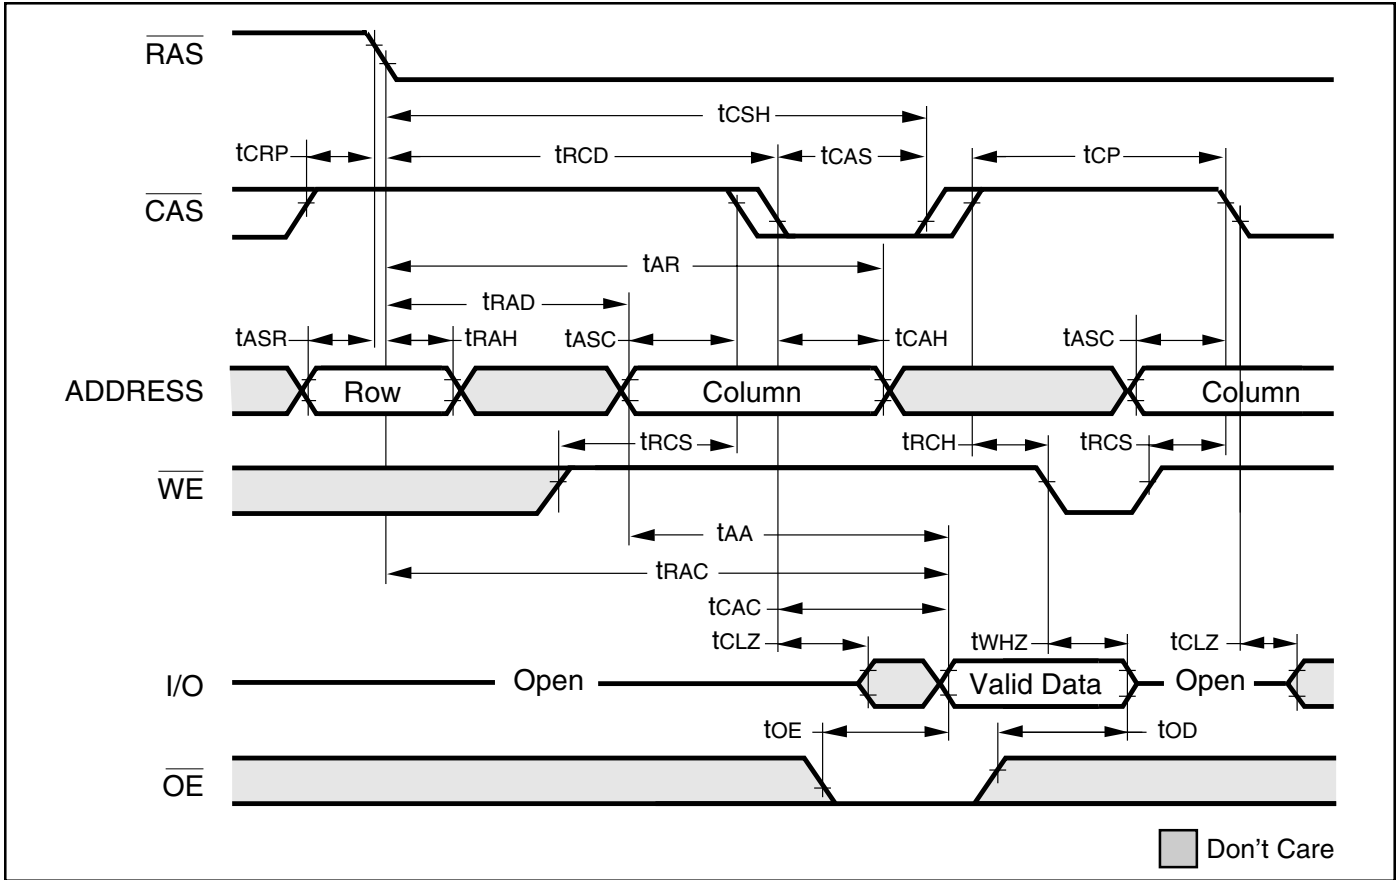 RAS
tCSH
tCRP tRCD tCAS tCP
CAS
tAR
tRAD
tASR tRAH tASC tCAH tASC
ADDRESS Row Column Column
tRCS tRCH tRCS
WE
tAA
tRAC
tCAC
tCLZ tWHZ tCLZ
I/O Open Valid Data Open
tOE tOD
OE
Don't Care